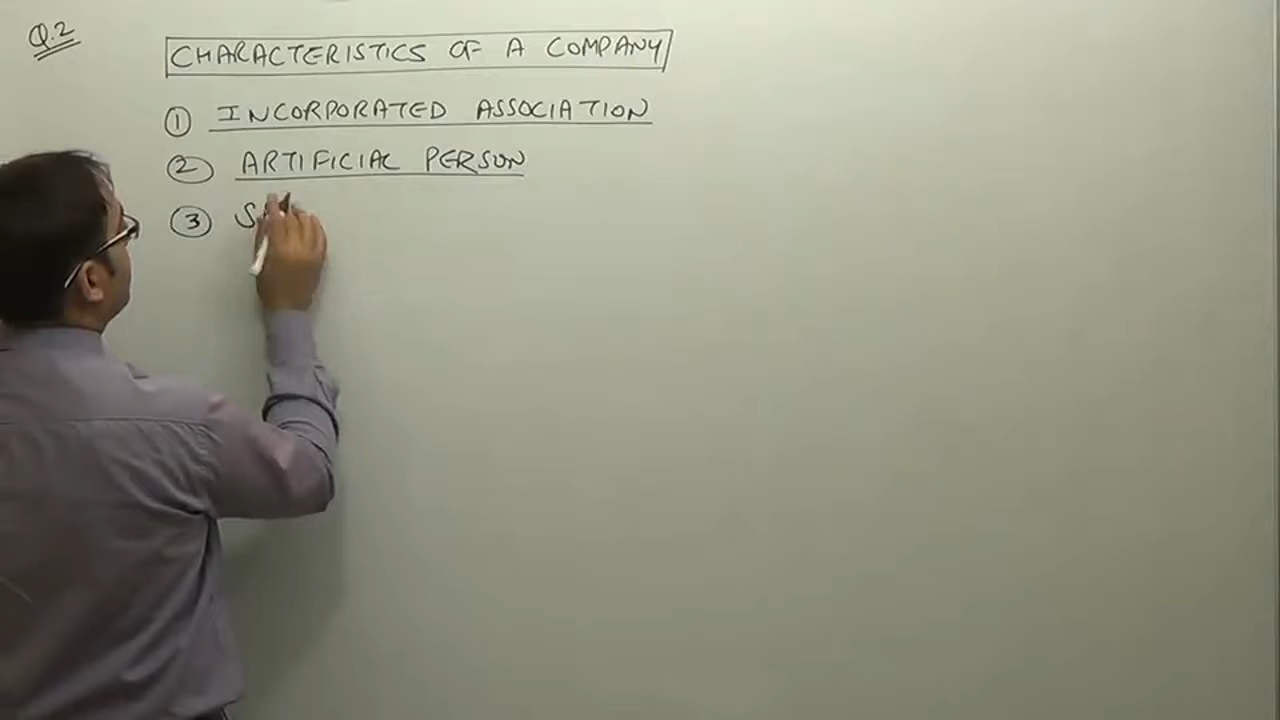 Q.2
CHARACTERISTICS OF A COMPANY
1 INCORPORATED ASSOCIATION
2 ARTIFICIAL PERSON
3